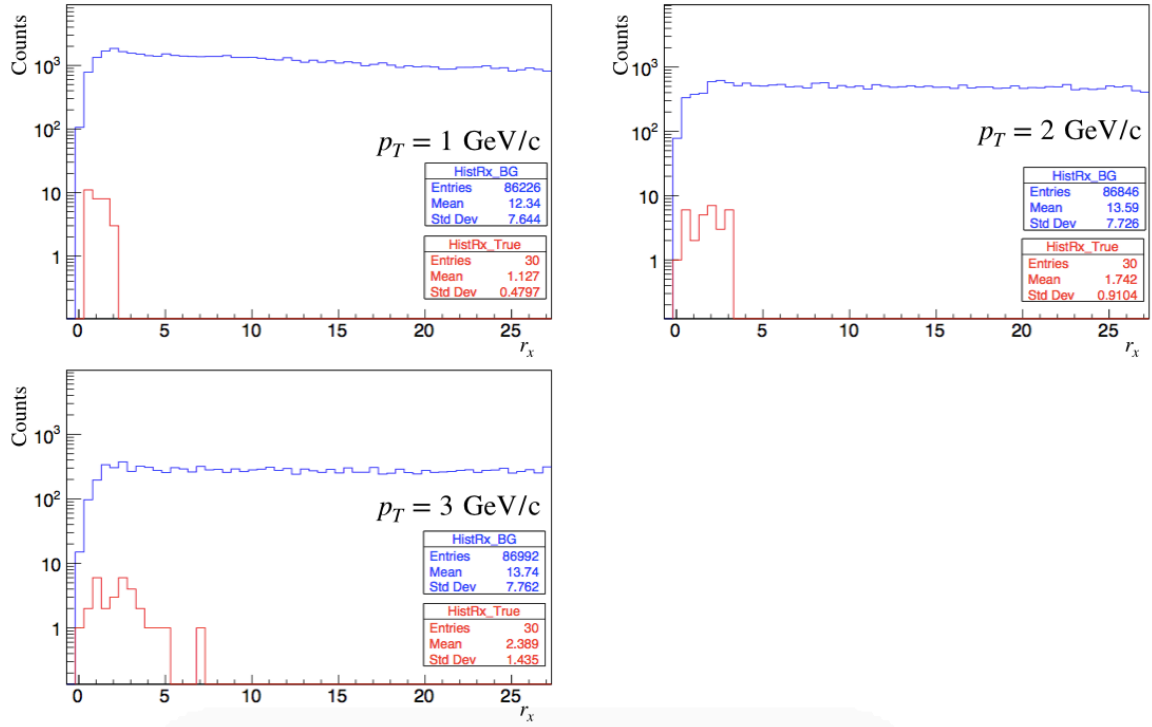 Counts
10³
10²
10
1
p_T = 1 GeV/c
HistRx_BG
Entries 86226
Mean 12.34
Std Dev 7.644
HistRx_True
Entries 30
Mean 1.127
Std Dev 0.4797
0 5 10 15 20 25
r_x
Counts
10³
10²
10
1
p_T = 2 GeV/c
HistRx_BG
Entries 86846
Mean 13.59
Std Dev 7.726
HistRx_True
Entries 30
Mean 1.742
Std Dev 0.9104
0 5 10 15 20 25
r_x
Counts
10³
10²
10
1
p_T = 3 GeV/c
HistRx_BG
Entries 86992
Mean 13.74
Std Dev 7.762
HistRx_True
Entries 30
Mean 2.389
Std Dev 1.435
0 5 10 15 20 25
r_x